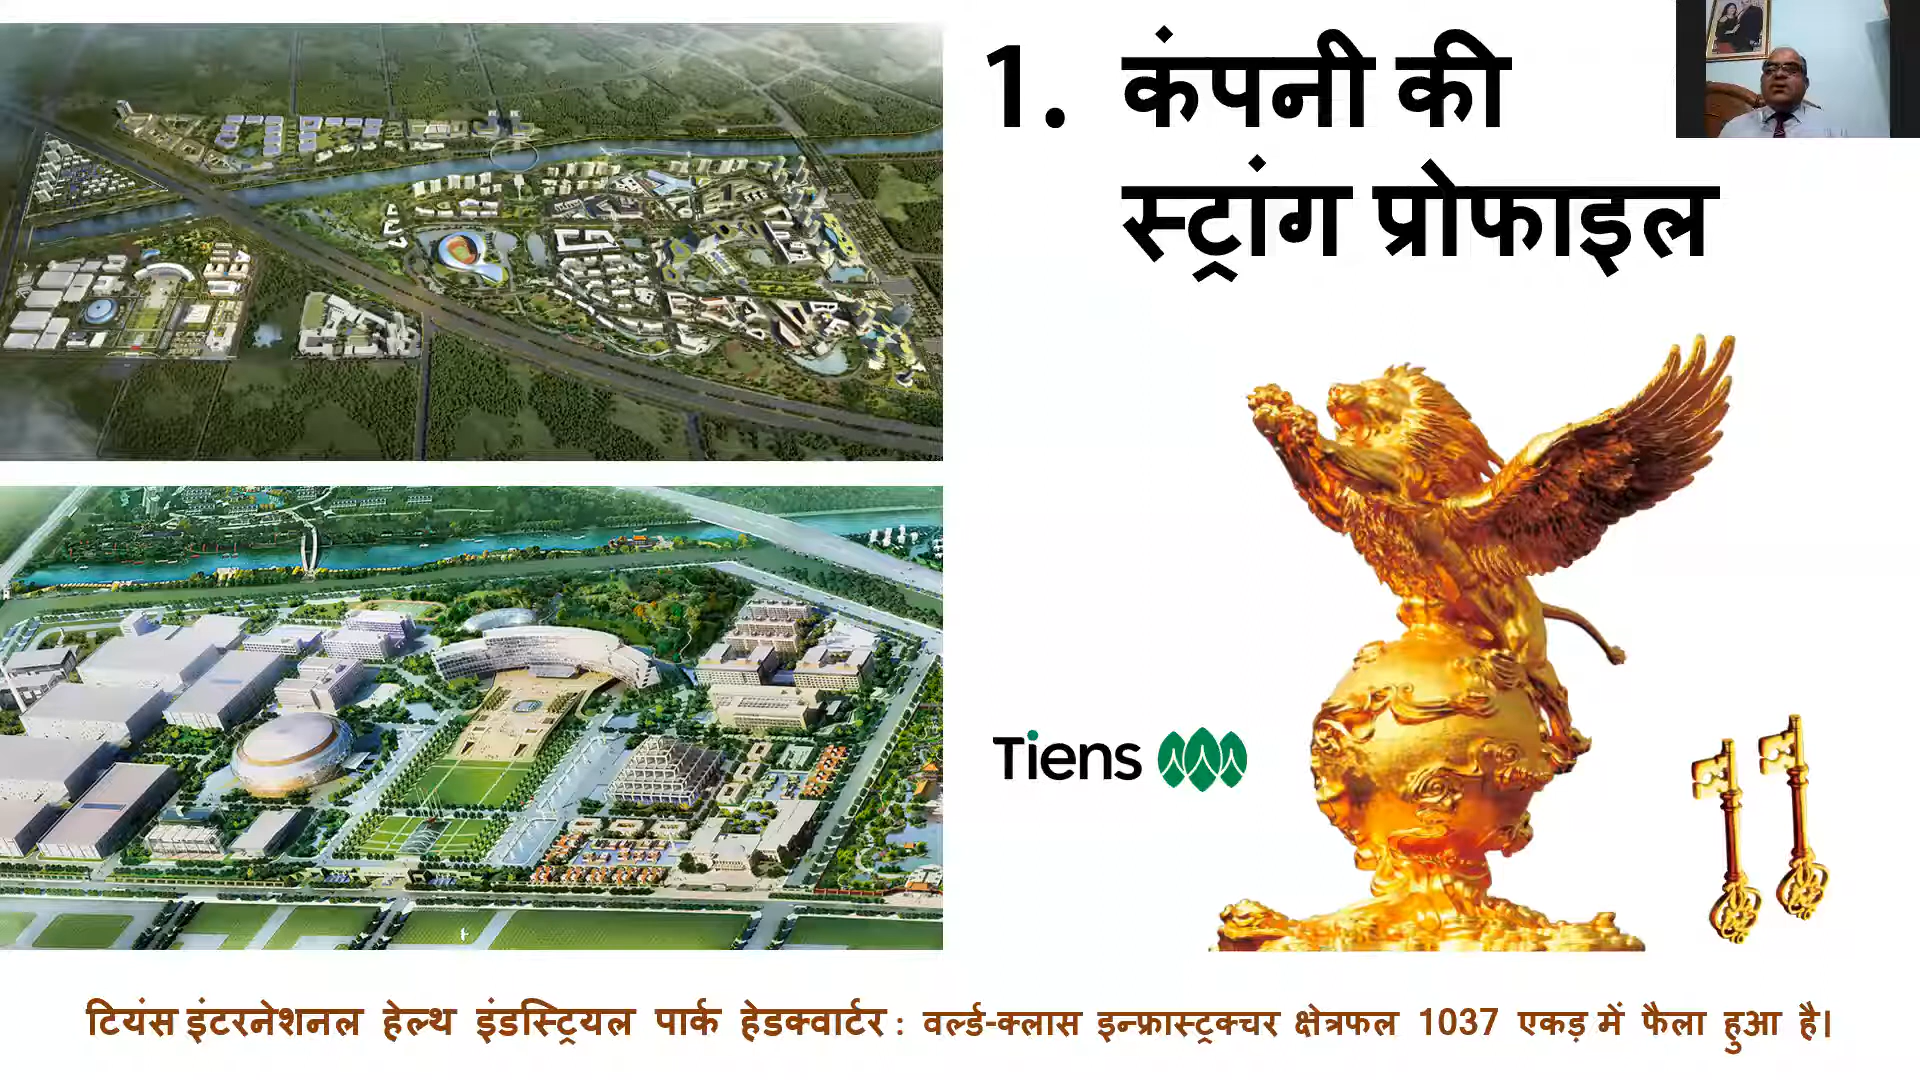 1. कंपनी की
स्ट्रांग प्रोफाइल
Tiens
टियंस इंटरनेशनल हेल्थ इंडस्ट्रियल पार्क हेडक्वार्टर : वर्ल्ड-क्लास इन्फ्रास्ट्रक्चर क्षेत्रफल 1037 एकड़ में फैला हुआ है।